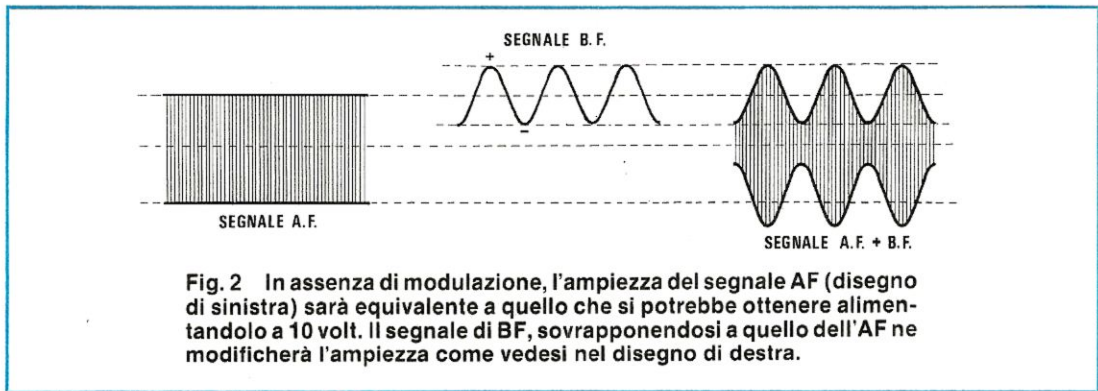 SEGNALE B.F.
+
-
SEGNALE A.F.
SEGNALE A.F. + B.F.
Fig. 2 In assenza di modulazione, l'ampiezza del segnale AF (disegno
di sinistra) sarà equivalente a quello che si potrebbe ottenere alimen-
tandolo a 10 volt. Il segnale di BF, sovrapponendosi a quello dell'AF ne
modificherà l'ampiezza come vedesi nel disegno di destra.